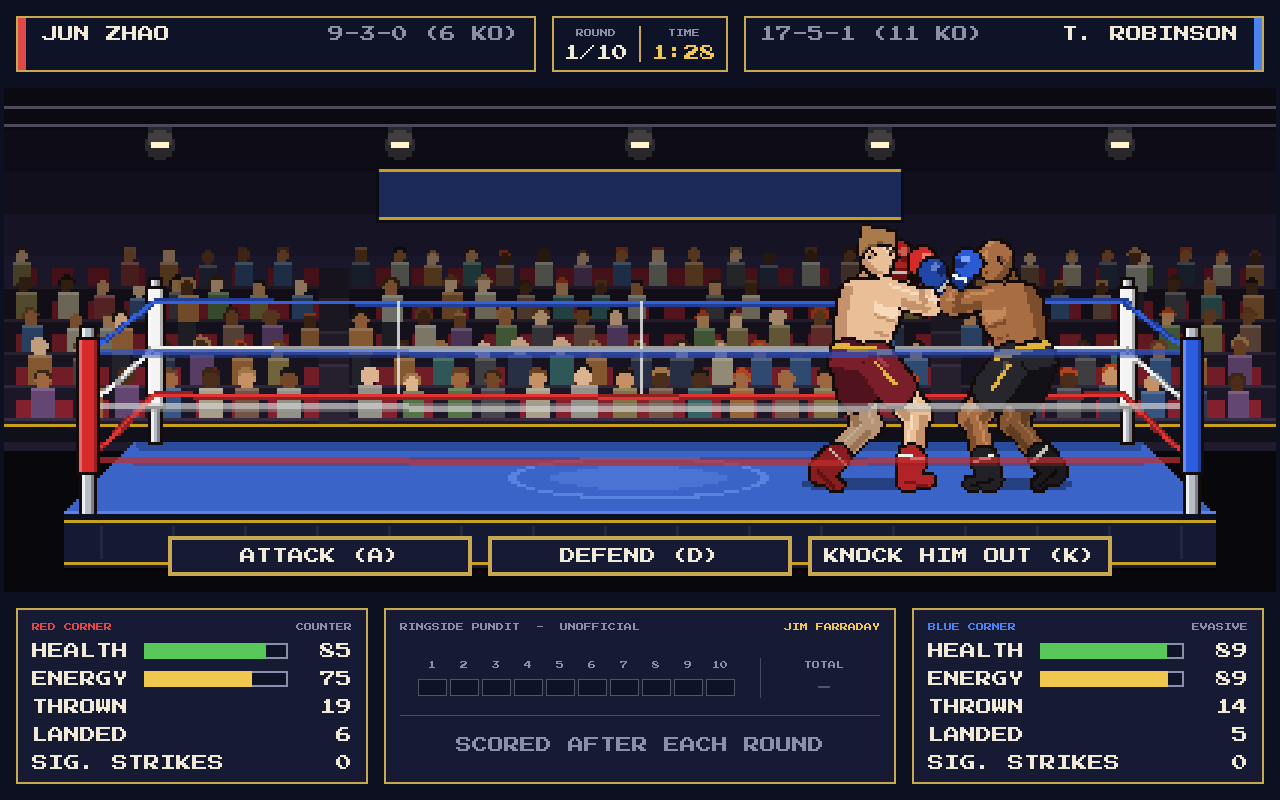 JUN ZHAO 9-3-0 (6 KO)
ROUND TIME
1/10 1:28
17-5-1 (11 KO) T. ROBINSON
ATTACK (A)
DEFEND (D)
KNOCK HIM OUT (K)
RED CORNER COUNTER
HEALTH 85
ENERGY 75
THROWN 19
LANDED 6
SIG. STRIKES 0
RINGSIDE PUNDIT - UNOFFICIAL JIM FARRADAY
1 2 3 4 5 6 7 8 9 10 TOTAL
—
SCORED AFTER EACH ROUND
BLUE CORNER EVASIVE
HEALTH 89
ENERGY 89
THROWN 14
LANDED 5
SIG. STRIKES 0